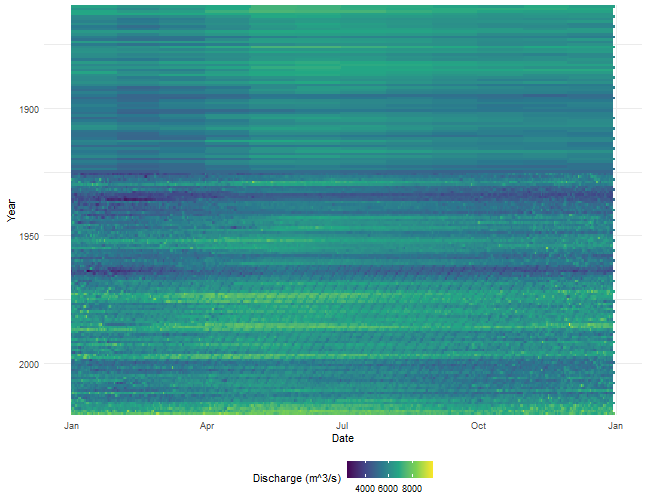 1900
1950
2000
Year
Jan Apr Jul Oct Jan
Date
Discharge (m^3/s)
4000 6000 8000